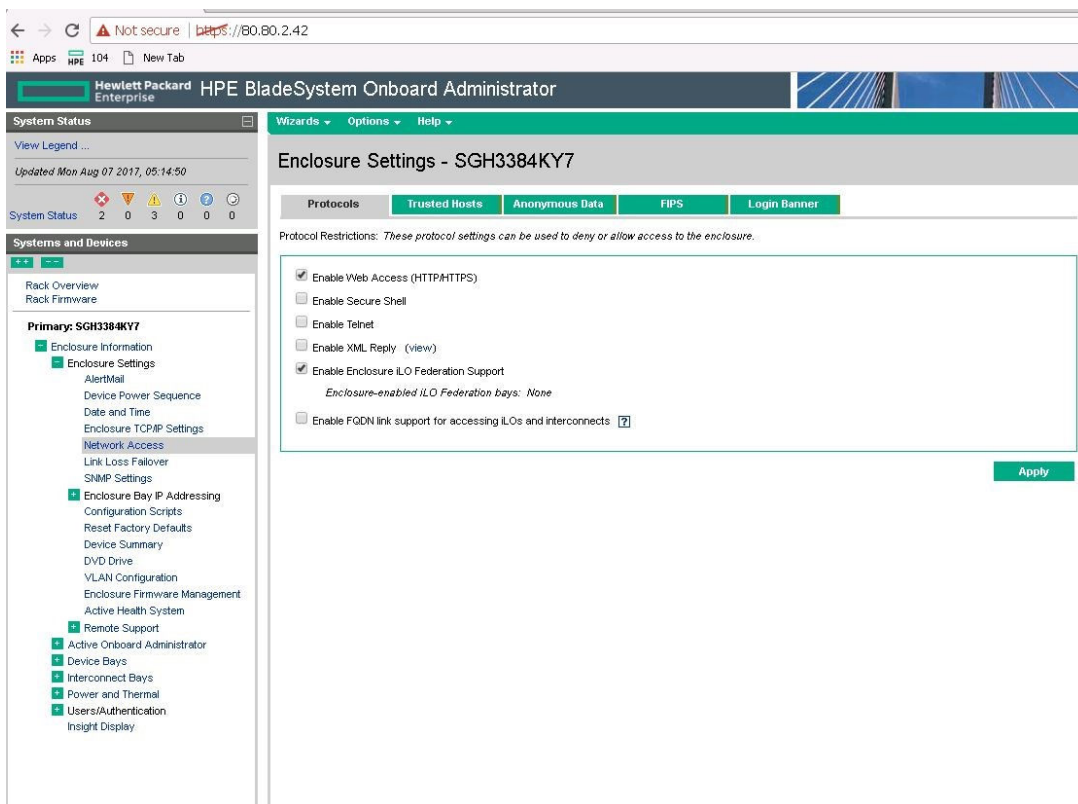 Not secure | https://80.80.2.42
Apps HPE 104 New Tab
Hewlett Packard Enterprise HPE BladeSystem Onboard Administrator
System Status
View Legend ...
Updated Mon Aug 07 2017, 05:14:50
System Status 2 0 3 0 0 0
Systems and Devices
Rack Overview
Rack Firmware
Primary: SGH3384KY7
Enclosure Information
Enclosure Settings
AlertMail
Device Power Sequence
Date and Time
Enclosure TCP/IP Settings
Network Access
Link Loss Failover
SNMP Settings
Enclosure Bay IP Addressing
Configuration Scripts
Reset Factory Defaults
Device Summary
DVD Drive
VLAN Configuration
Enclosure Firmware Management
Active Health System
Remote Support
Active Onboard Administrator
Device Bays
Interconnect Bays
Power and Thermal
Users/Authentication
Insight Display
Wizards Options Help
Enclosure Settings - SGH3384KY7
Protocols Trusted Hosts Anonymous Data FIPS Login Banner
Protocol Restrictions: These protocol settings can be used to deny or allow access to the enclosure.
Enable Web Access (HTTP/HTTPS)
Enable Secure Shell
Enable Telnet
Enable XML Reply (view)
Enable Enclosure iLO Federation Support
Enclosure-enabled iLO Federation bays: None
Enable FQDN link support for accessing iLOs and interconnects ?
Apply